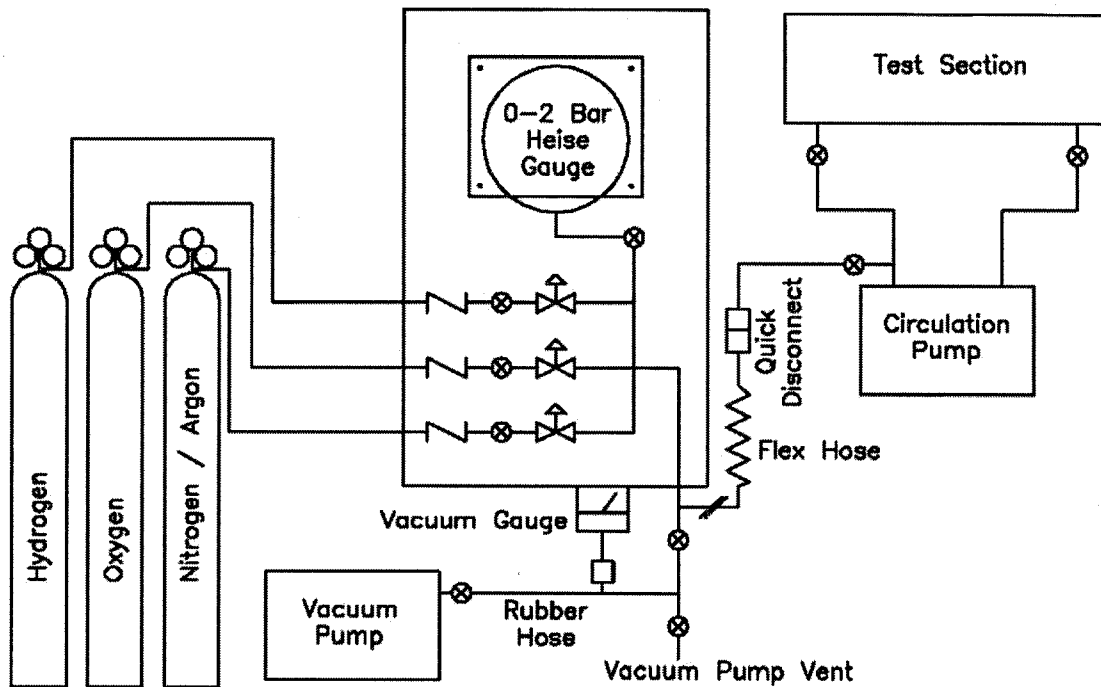 0-2 Bar
Heise
Gauge
Test Section
Circulation
Pump
Quick
Disconnect
Flex Hose
Hydrogen
Oxygen
Nitrogen / Argon
Vacuum Gauge
Vacuum
Pump
Rubber
Hose
Vacuum Pump Vent